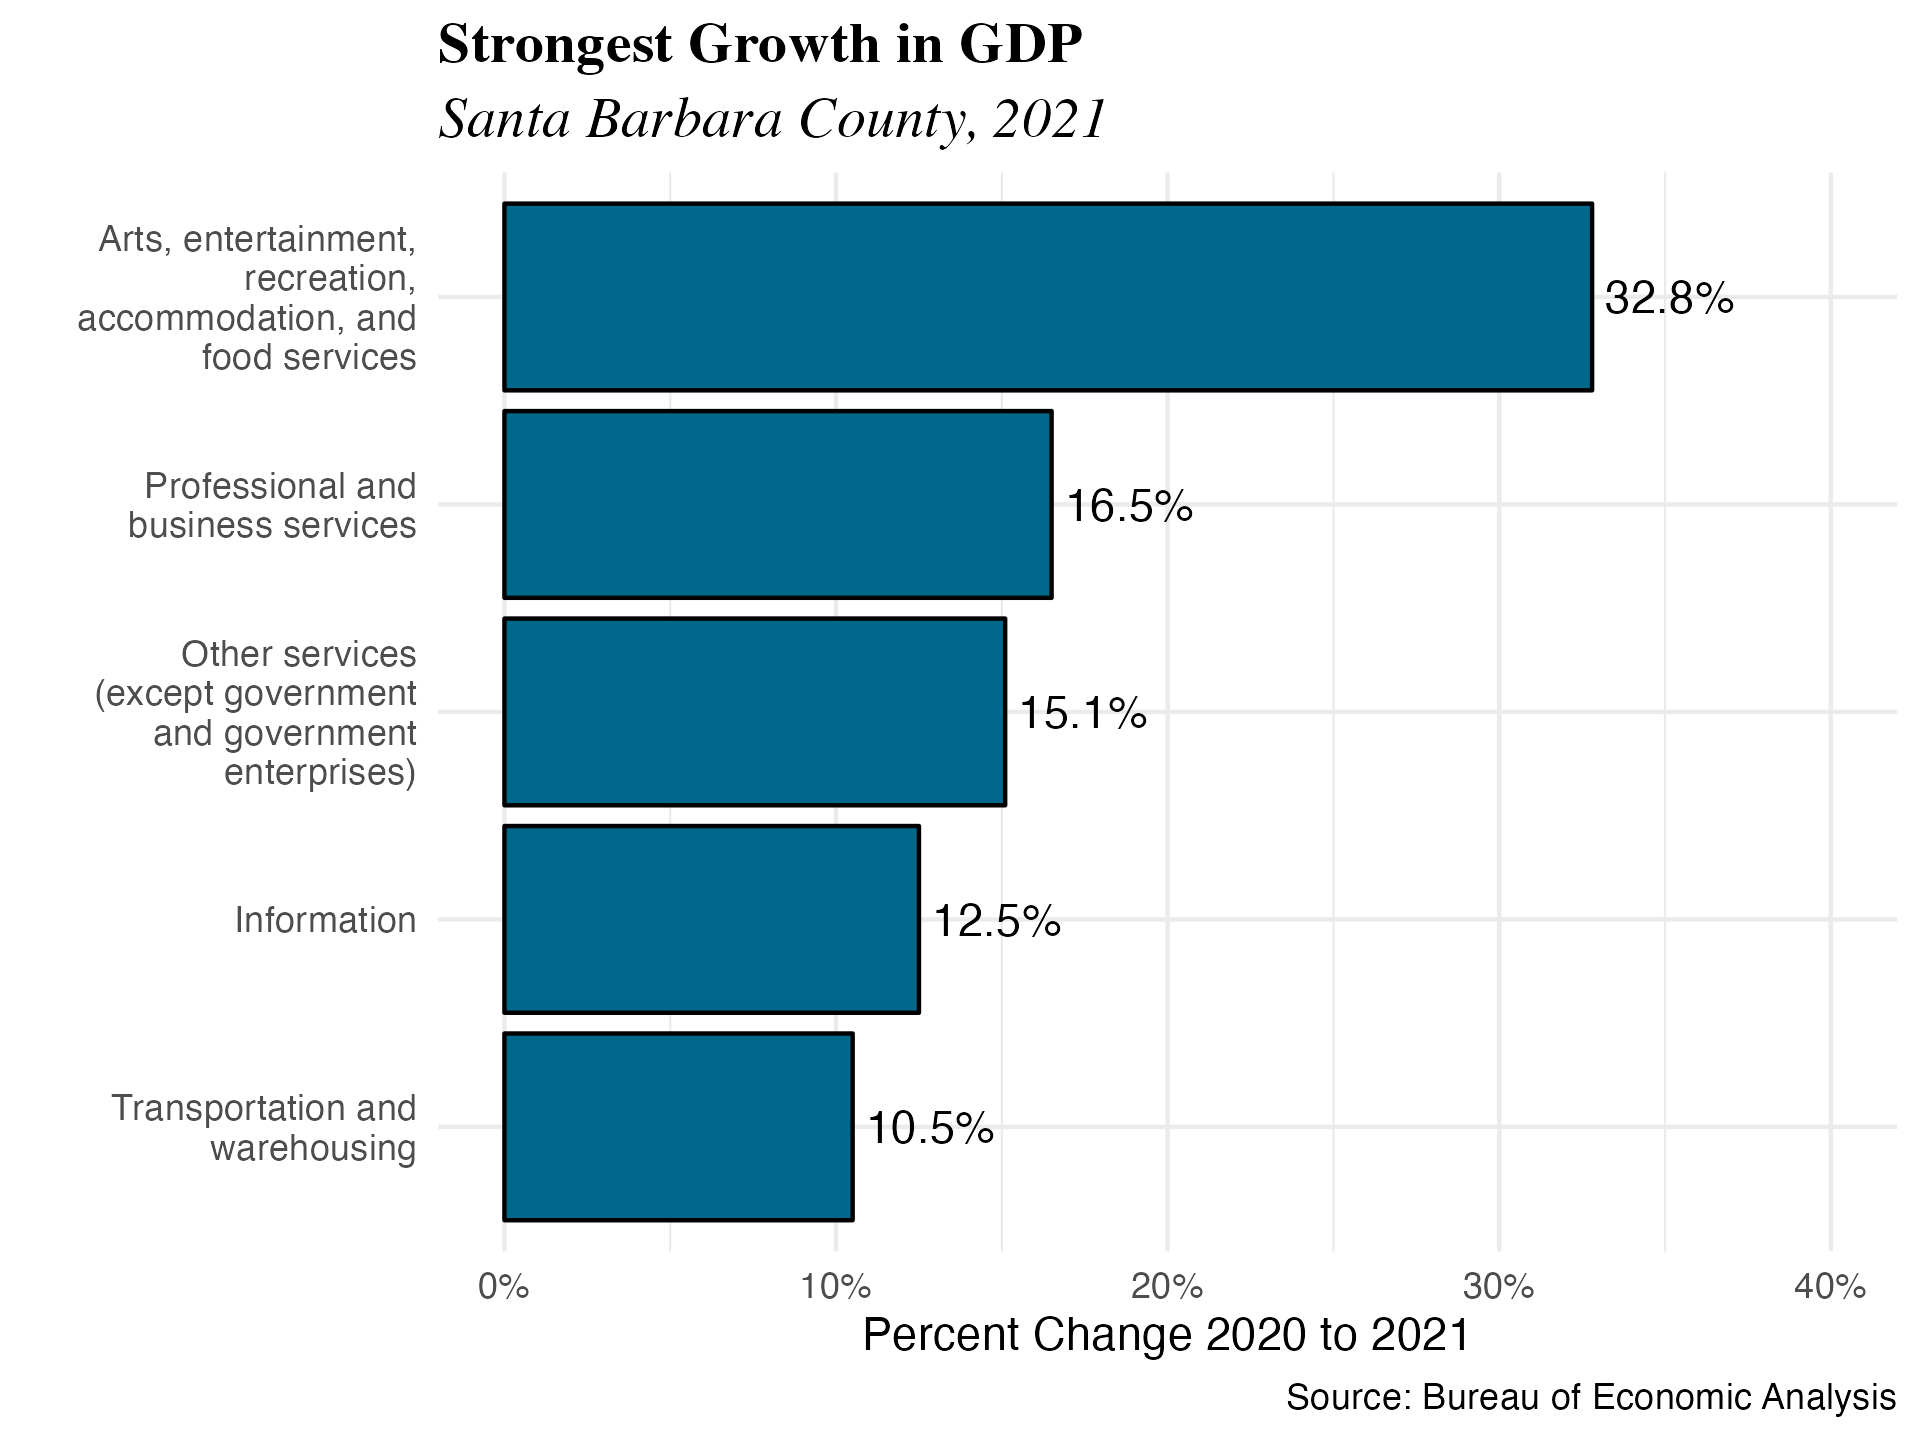 Strongest Growth in GDP
Santa Barbara County, 2021
Arts, entertainment,
recreation,
accommodation, and
food services
32.8%
Professional and
business services
16.5%
Other services
(except government
and government
enterprises)
15.1%
Information
12.5%
Transportation and
warehousing
10.5%
0% 10% 20% 30% 40%
Percent Change 2020 to 2021
Source: Bureau of Economic Analysis